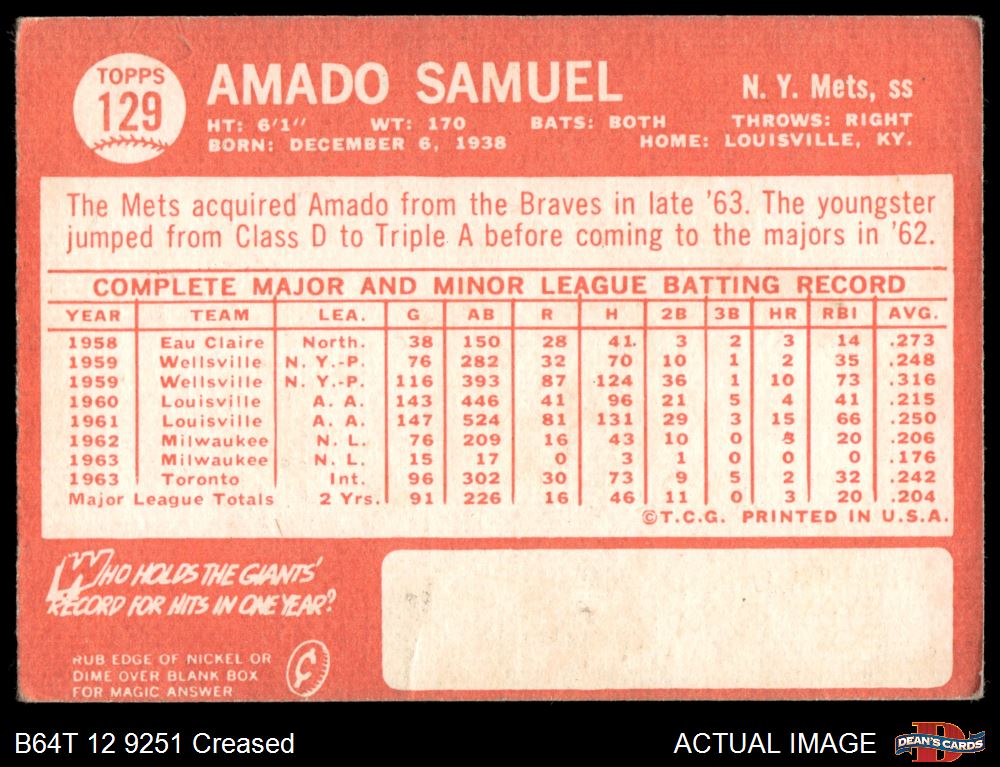 TOPPS
129
AMADO SAMUEL
N. Y. Mets, ss
HT: 6'1" WT: 170 BATS: BOTH THROWS: RIGHT
BORN: DECEMBER 6, 1938 HOME: LOUISVILLE, KY.
The Mets acquired Amado from the Braves in late '63. The youngster
jumped from Class D to Triple A before coming to the majors in '62.
COMPLETE MAJOR AND MINOR LEAGUE BATTING RECORD
YEAR TEAM LEA. G AB R H 2B 3B HR RBI AVG.
1958 Eau Claire North. 38 150 28 41 3 2 3 14 .273
1959 Wellsville N. Y.-P. 76 282 32 70 10 1 2 35 .248
1959 Wellsville N. Y.-P. 116 393 87 124 36 1 10 73 .316
1960 Louisville A. A. 143 446 41 96 21 5 4 41 .215
1961 Louisville A. A. 147 524 81 131 29 3 15 66 .250
1962 Milwaukee N. L. 76 209 16 43 10 0 3 20 .206
1963 Milwaukee N. L. 15 17 0 3 1 0 0 0 .176
1963 Toronto Int. 96 302 30 73 9 5 2 32 .242
Major League Totals 2 Yrs. 91 226 16 46 11 0 3 20 .204
©T.C.G. PRINTED IN U.S.A.
WHO HOLDS THE GIANTS'
RECORD FOR HITS IN ONE YEAR?
RUB EDGE OF NICKEL OR
DIME OVER BLANK BOX
FOR MAGIC ANSWER
¢
B64T 12 9251 Creased
ACTUAL IMAGE
D
DEAN'S CARDS